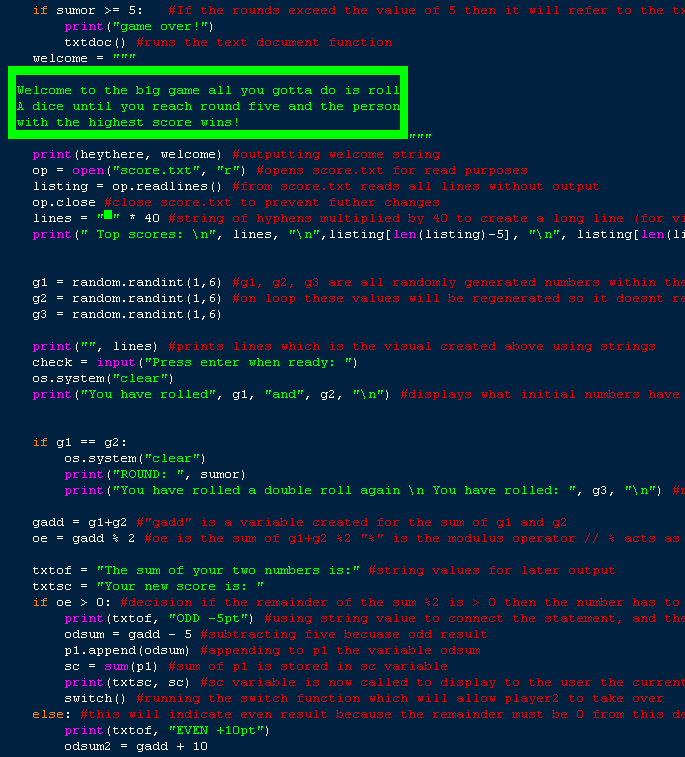 if sumor >= 5:   #If the rounds exceed the value of 5 then it will refer to the tx
print("game over!")
txtdoc() #runs the text document function
welcome = """
Welcome to the b1g game all you gotta do is roll
A dice until you reach round five and the person
with the highest score wins!
"""
print(heythere, welcome) #outputting welcome string
op = open("score.txt", "r") #opens score.txt for read purposes
listing = op.readlines() #from score.txt reads all lines without output
op.close #close score.txt to prevent futher changes
lines = " " * 40 #string of hyphens multiplied by 40 to create a long line (for vi
print(" Top scores: \n", lines, "\n",listing[len(listing)-5], "\n", listing[len(li
g1 = random.randint(1,6) #g1, g2, g3 are all randomly generated numbers within the
g2 = random.randint(1,6) #on loop these values will be regenerated so it doesnt re
g3 = random.randint(1,6)
print("", lines) #prints lines which is the visual created above using strings
check = input("Press enter when ready: ")
os.system("clear")
print("You have rolled", g1, "and", g2, "\n") #displays what initial numbers have
if g1 == g2:
os.system("clear")
print("ROUND: ", sumor)
print("You have rolled a double roll again \n You have rolled: ", g3, "\n") #r
gadd = g1+g2 #"gadd" is a variable created for the sum of g1 and g2
oe = gadd % 2 #oe is the sum of g1+g2 %2 "%" is the modulus operator // % acts as
txtof = "The sum of your two numbers is:" #string values for later output
txtsc = "Your new score is: "
if oe > 0: #decision if the remainder of the sum %2 is > 0 then the number has to
print(txtof, "ODD -5pt") #using string value to connect the statement, and the
odsum = gadd - 5 #subtracting five becuase odd result
p1.append(odsum) #appending to p1 the variable odsum
sc = sum(p1) #sum of p1 is stored in sc variable
print(txtsc, sc) #sc variable is now called to display to the user the current
switch() #running the switch function which will allow player2 to take over
else: #this will indicate even result because the remainder must be 0 from this de
print(txtof, "EVEN +10pt")
odsum2 = gadd + 10